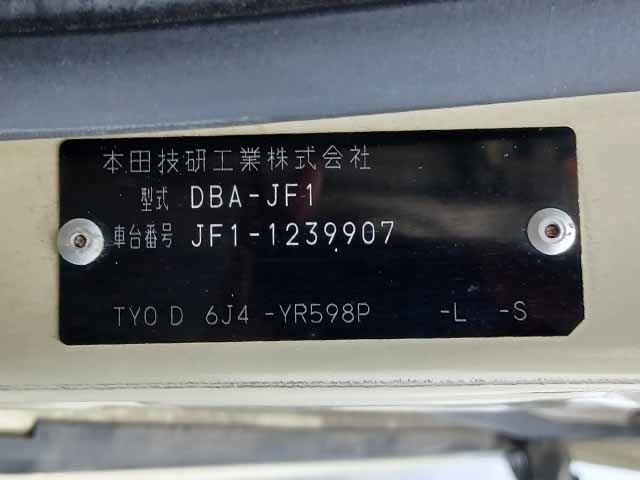 本田技研工業株式会社
型式 DBA-JF1
車台番号 JF1-1239907
TYO D 6J4 -YR598P -L -S